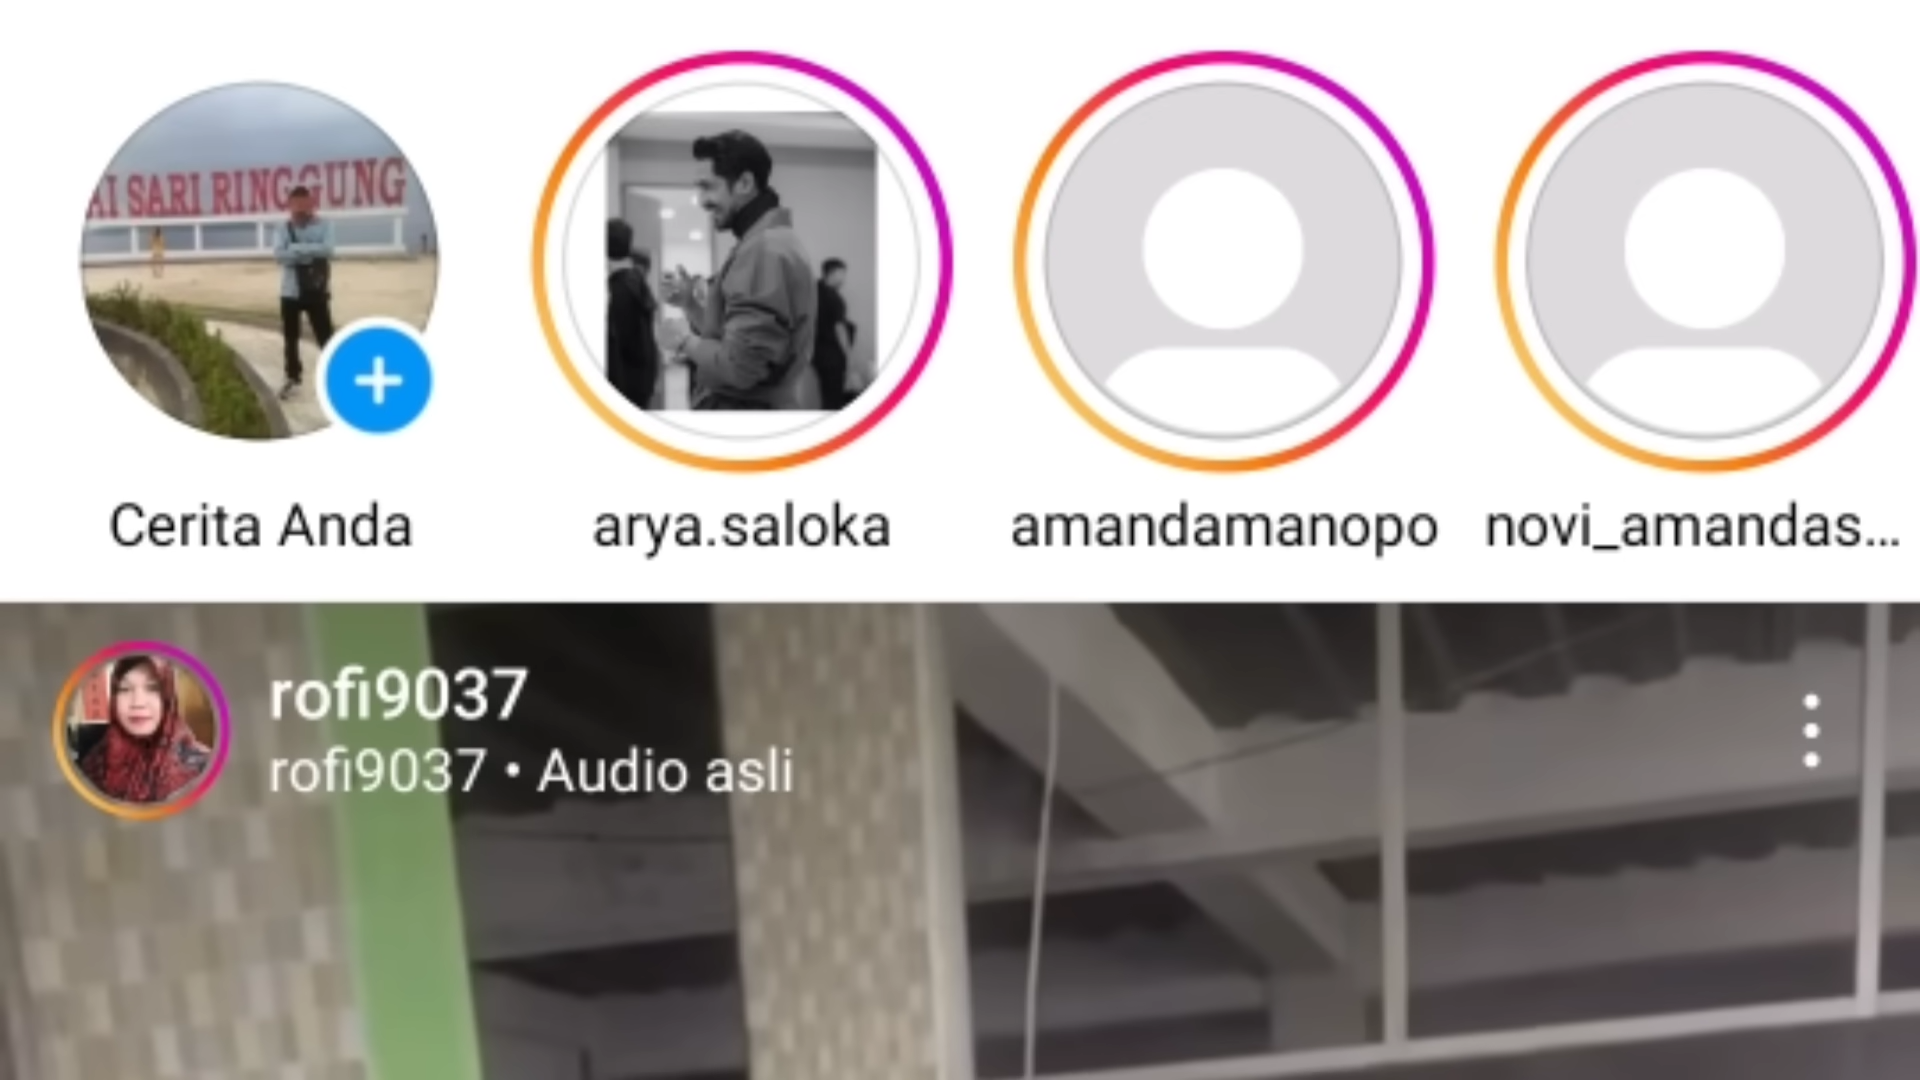 AI SARI RINGGUNG
Cerita Anda
arya.saloka
amandamanopo
novi_amandas...
rofi9037
rofi9037 • Audio asli